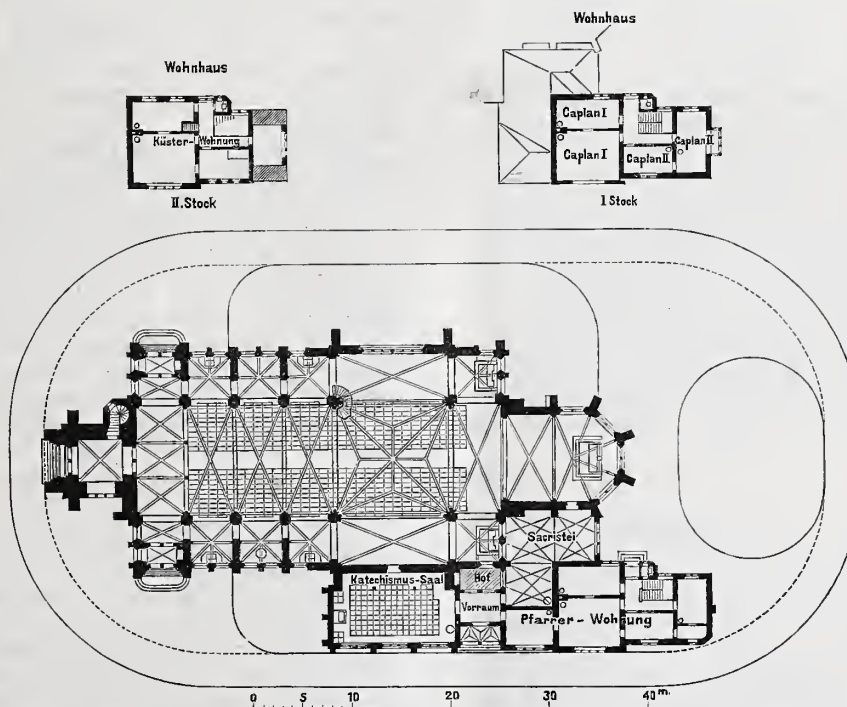 Wohnhaus
Küster-Wohnung
II. Stock
Wohnhaus
Caplan I
Caplan I
Caplan II
Caplan II
I Stock
Sacristei
Katechismus-Saal
Hof
Vorraum
Pfarrer-Wohnung
0 5 10 20 30 40 m.